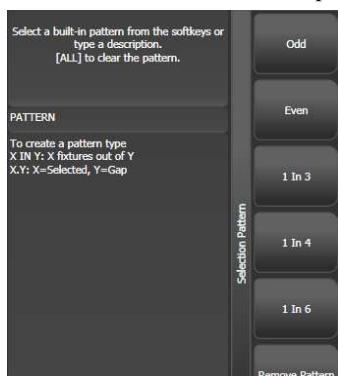 Select a built-in pattern from the softkeys or
type a description.
[ALL] to clear the pattern.
PATTERN
To create a pattern type
X IN Y: X fixtures out of Y
X.Y: X=Selected, Y=Gap
Selection Pattern
Odd
Even
1 In 3
1 In 4
1 In 6
Remove Pattern